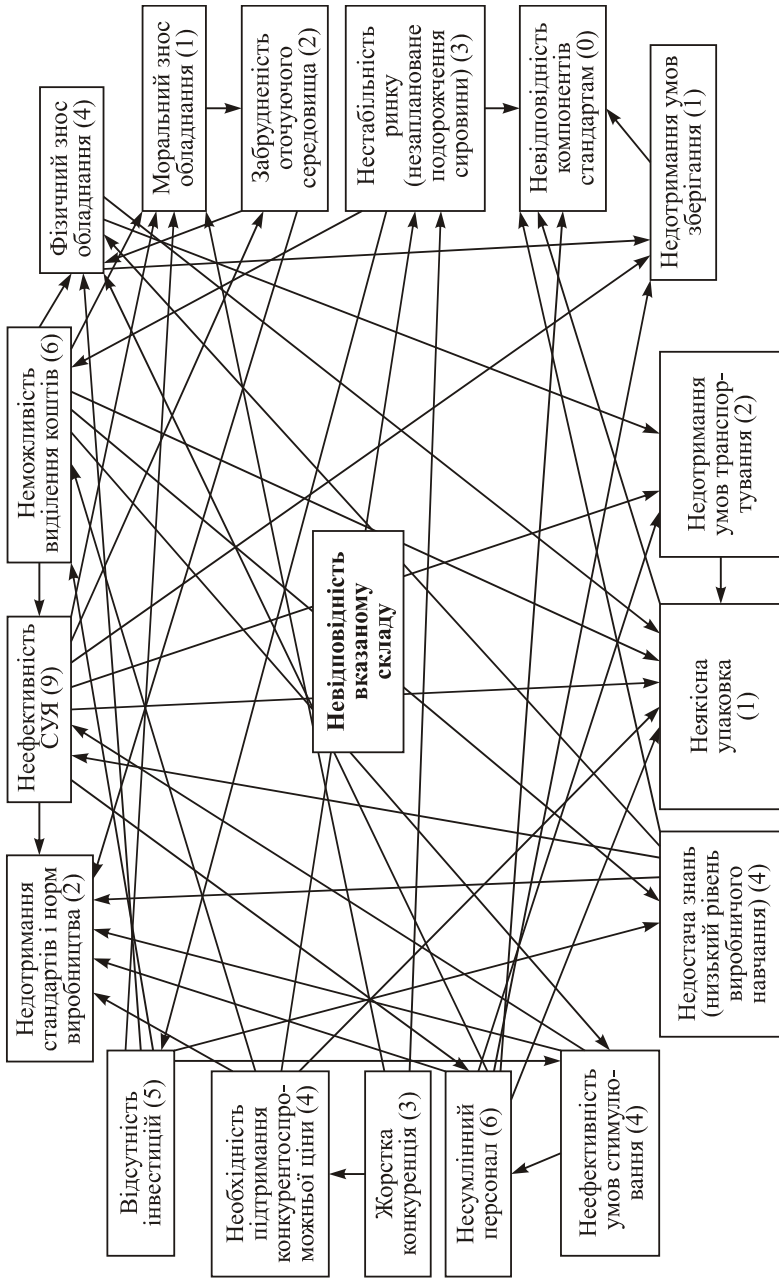 Відсутність
інвестицій (5)
Необхідність
підтримання
конкурентоспро-
можньої ціни (4)
Жорстка
конкуренція (3)
Несумлінний
персонал (6)
Неефективність
умов стимулю-
вання (4)
Недотримання
стандартів і норм
виробництва (2)
Неефективність
СУЯ (9)
Неможливість
виділення коштів (6)
Фізичний знос
обладнання (4)
Моральний знос
обладнання (1)
Забрудненість
оточуючого
середовища (2)
Нестабільність
ринку
(незаплановане
подорожчення
сировини) (3)
Невідповідність
компонентів
стандартам (0)
Недотримання умов
зберігання (1)
Невідповідність
вказаному
складу
Недостача знань
(низький рівень
виробничого
навчання) (4)
Неякісна
упаковка
(1)
Недотримання
умов транспор-
тування (2)